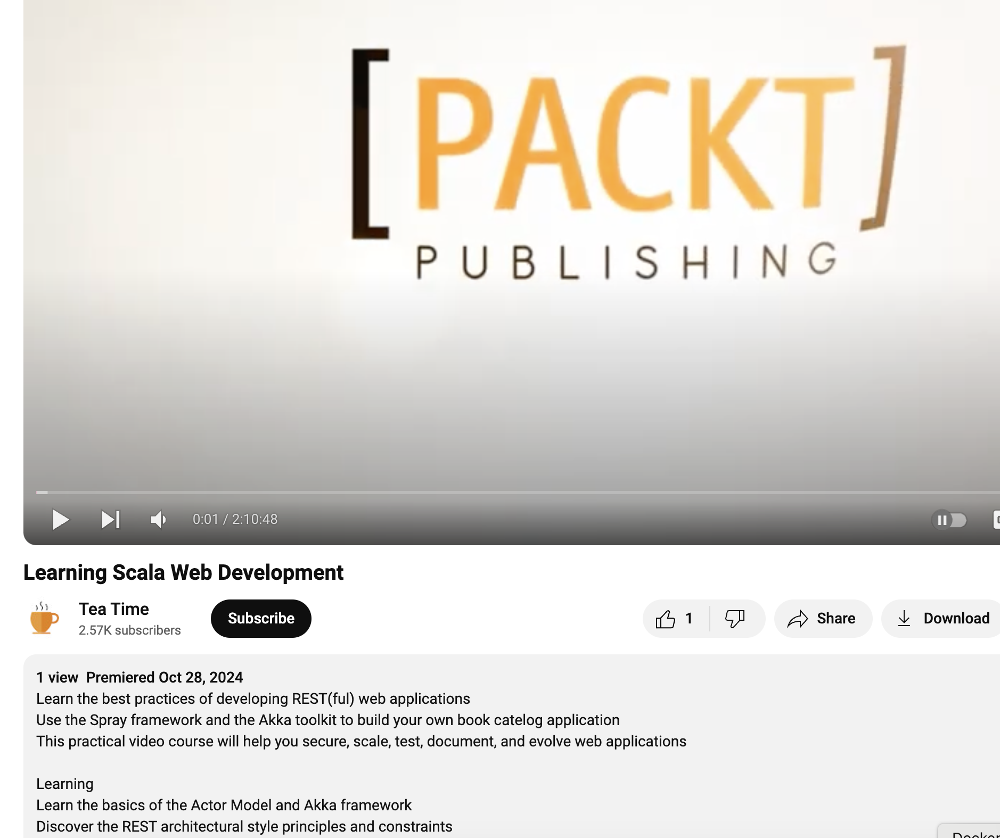 [PACKT]
PUBLISHING
0:01 / 2:10:48
Learning Scala Web Development
Tea Time
2.57K subscribers
Subscribe
1
Share
Download
1 view Premiered Oct 28, 2024
Learn the best practices of developing REST(ful) web applications
Use the Spray framework and the Akka toolkit to build your own book catelog application
This practical video course will help you secure, scale, test, document, and evolve web applications
Learning
Learn the basics of the Actor Model and Akka framework
Discover the REST architectural style principles and constraints